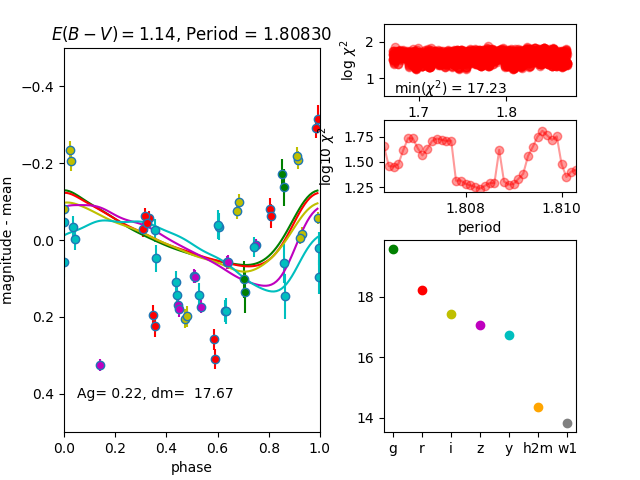 E(B − V) = 1.14, Period = 1.80830
−0.4
−0.2
0.0
0.2
0.4
magnitude - mean
Ag= 0.22, dm=  17.67
0.0 0.2 0.4 0.6 0.8 1.0
phase
2
1
log χ²
min(χ²) = 17.23
1.7 1.8
1.75
1.50
1.25
log10 χ²
1.808 1.810
period
18
16
14
g r i z y h2m w1